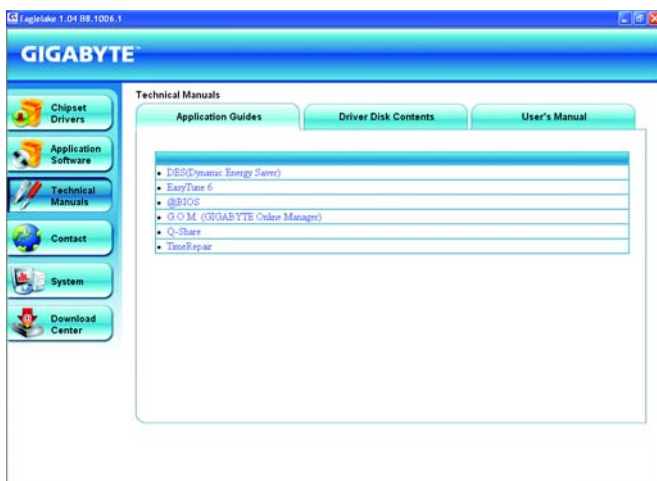 Eaglelake 1.04 B8.1006.1
GIGABYTE™
Chipset
Drivers
Application
Software
Technical
Manuals
Contact
System
Download
Center
Technical Manuals
Application Guides
Driver Disk Contents
User's Manual
DES(Dynamic Energy Saver)
EasyTune 6
@BIOS
G.O.M. (GIGABYTE Online Manager)
Q-Share
TimeRepair